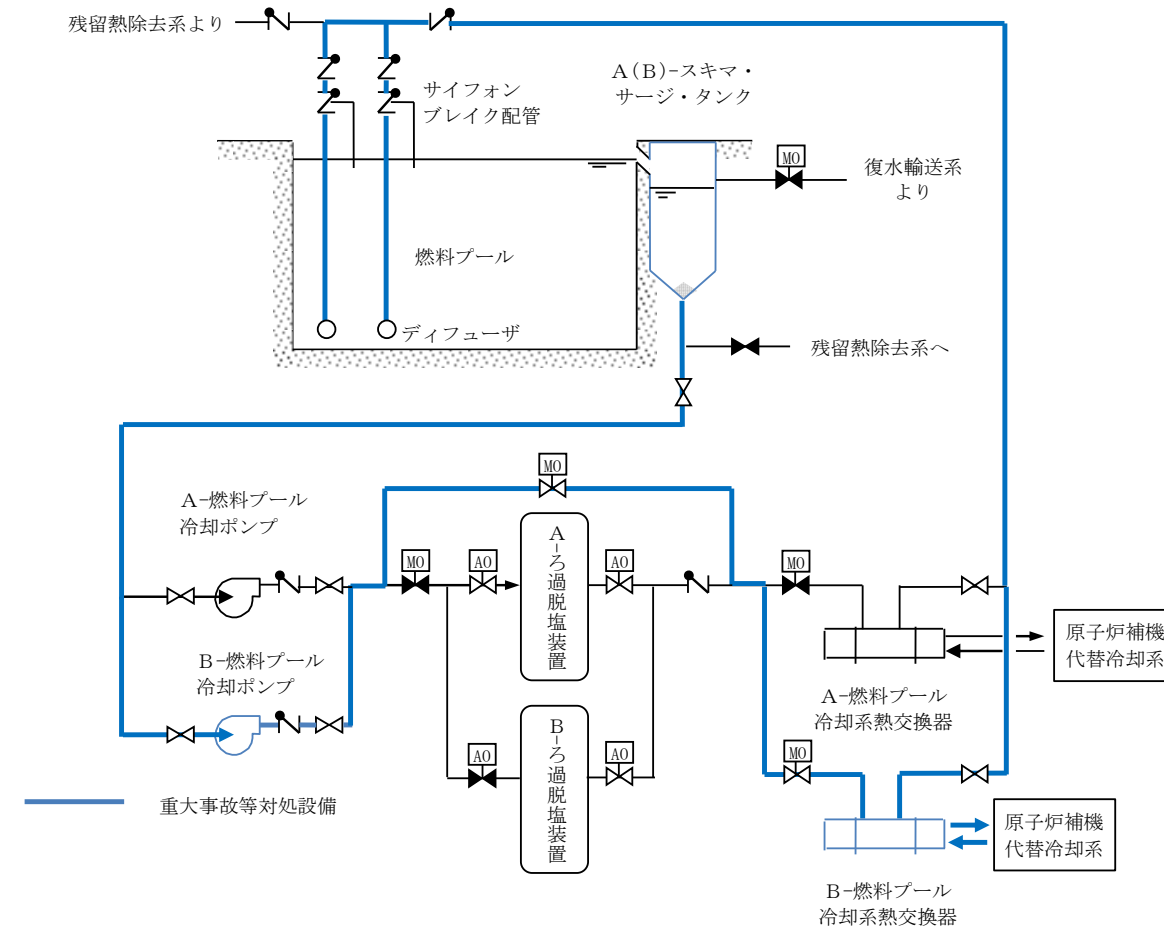 残留熱除去系より
A(B)-スキマ・
サージ・タンク
サイフォン
ブレイク配管
MO
復水輸送系
より
燃料プール
ディフューザ
残留熱除去系へ
MO
A-燃料プール
冷却ポンプ
MO
AO
A-ろ過脱塩装置
AO
MO
原子炉補機
代替冷却系
B-燃料プール
冷却ポンプ
A-燃料プール
冷却系熱交換器
AO
B-ろ過脱塩装置
AO
MO
重大事故等対処設備
原子炉補機
代替冷却系
B-燃料プール
冷却系熱交換器